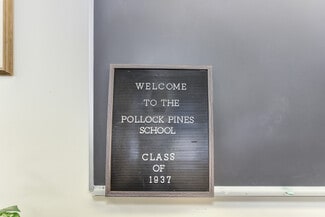 WELCOME
TO THE
POLLOCK PINES
SCHOOL
CLASS
OF
1937